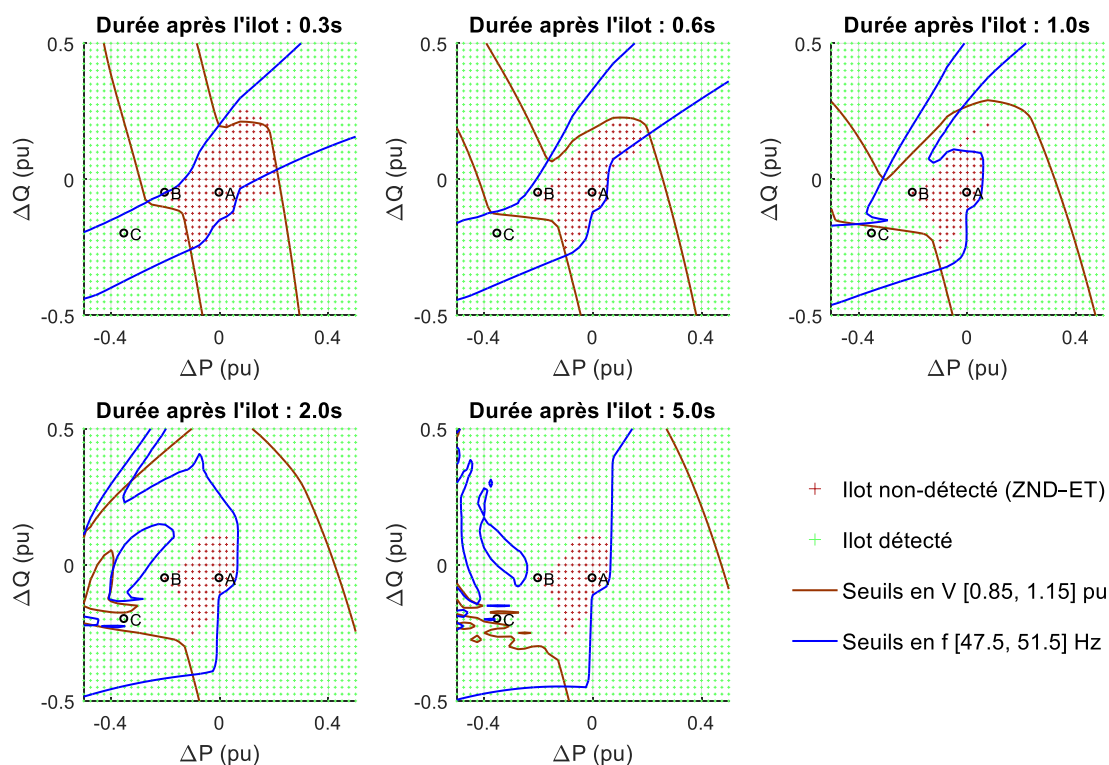 Durée après l'ilot : 0.3s
0.5
0
-0.5
ΔQ (pu)
B
A
C
-0.4
0
0.4
ΔP (pu)
Durée après l'ilot : 0.6s
0.5
0
-0.5
ΔQ (pu)
B
A
C
-0.4
0
0.4
ΔP (pu)
Durée après l'ilot : 1.0s
0.5
0
-0.5
ΔQ (pu)
B
A
C
-0.4
0
0.4
ΔP (pu)
Durée après l'ilot : 2.0s
0.5
0
-0.5
ΔQ (pu)
B
A
C
-0.4
0
0.4
ΔP (pu)
Durée après l'ilot : 5.0s
0.5
0
-0.5
ΔQ (pu)
B
A
C
-0.4
0
0.4
ΔP (pu)
Ilot non-détecté (ZND–ET)
Ilot détecté
Seuils en V [0.85, 1.15] pu
Seuils en f [47.5, 51.5] Hz